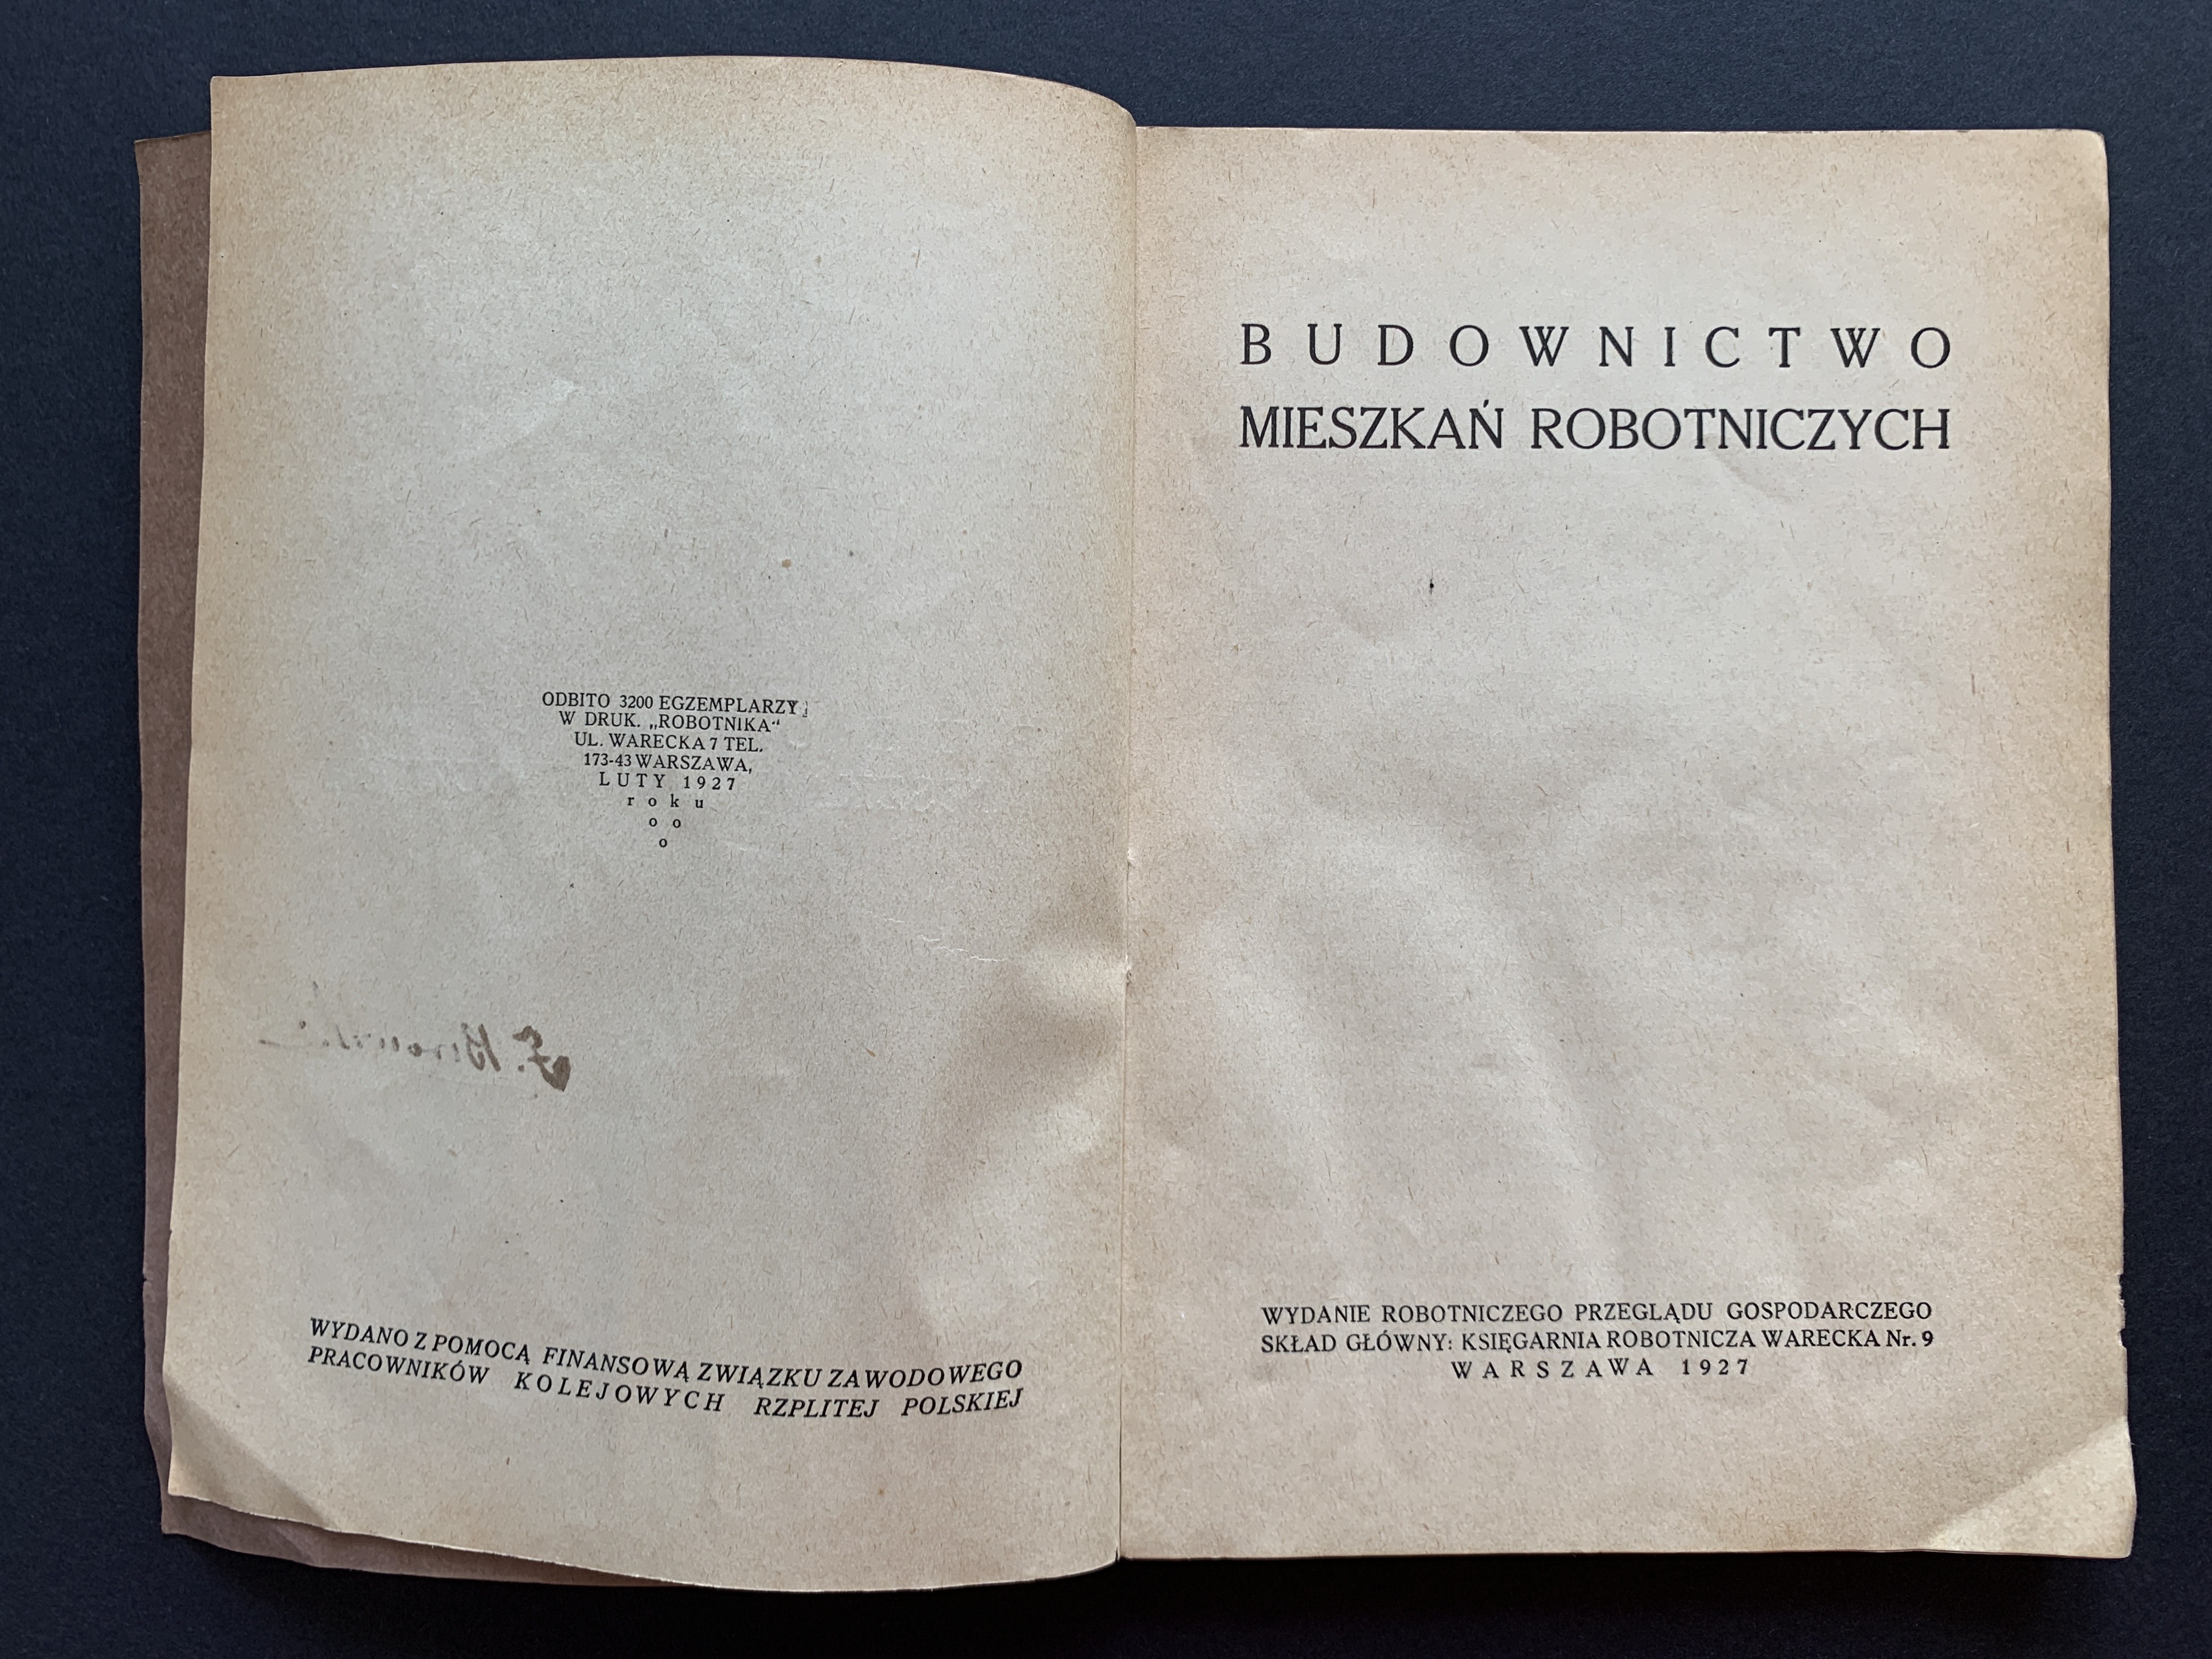 ODBITO 3200 EGZEMPLARZY
W DRUK. „ROBOTNIKA“
UL. WARECKA 7 TEL.
173-43 WARSZAWA,
LUTY 1927
roku
o o
o
WYDANO Z POMOCĄ FINANSOWĄ ZWIĄZKU ZAWODOWEGO
PRACOWNIKÓW KOLEJOWYCH RZPLITEJ POLSKIEJ
BUDOWNICTWO
MIESZKAŃ ROBOTNICZYCH
WYDANIE ROBOTNICZEGO PRZEGLĄDU GOSPODARCZEGO
SKŁAD GŁÓWNY: KSIĘGARNIA ROBOTNICZA WARECKA Nr. 9
WARSZAWA 1927